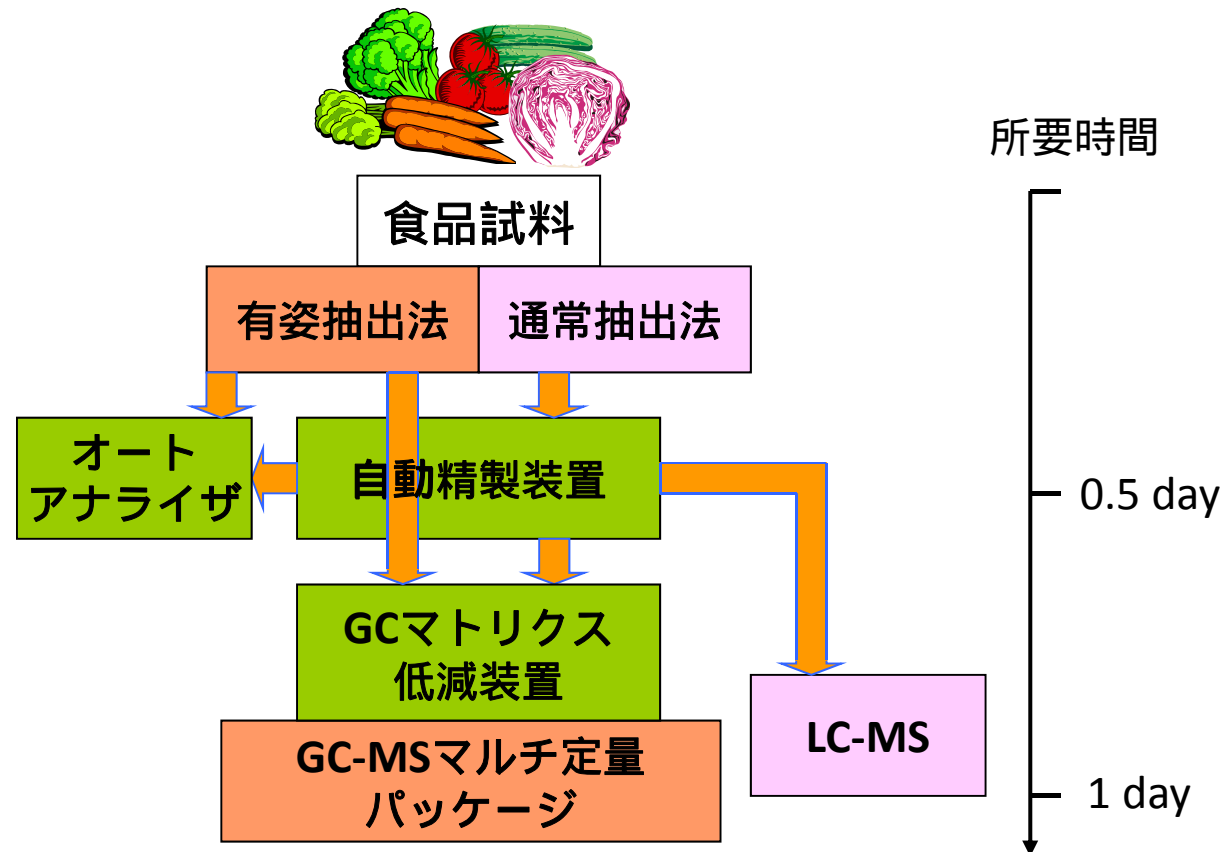 所要時間
食品試料
有姿抽出法
通常抽出法
オート
アナライザ
自動精製装置
0.5 day
GCマトリクス
低減装置
LC-MS
GC-MSマルチ定量
パッケージ
1 day